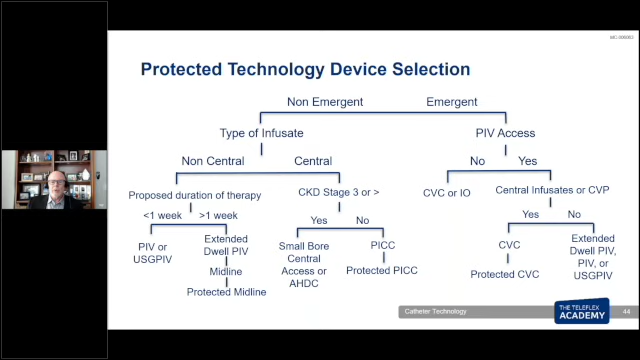 MC-006863
Protected Technology Device Selection
Non Emergent Emergent
Type of Infusate PIV Access
Non Central Central No Yes
Proposed duration of therapy CKD Stage 3 or > CVC or IO Central Infusates or CVP
<1 week >1 week Yes No Yes No
PIV or
USGPIV
Extended
Dwell PIV
Midline
Protected Midline
Small Bore
Central
Access or
AHDC
PICC
Protected PICC
CVC
Protected CVC
Extended
Dwell PIV,
PIV, or
USGPIV
Catheter Technology 44
THE TELEFLEX
ACADEMY